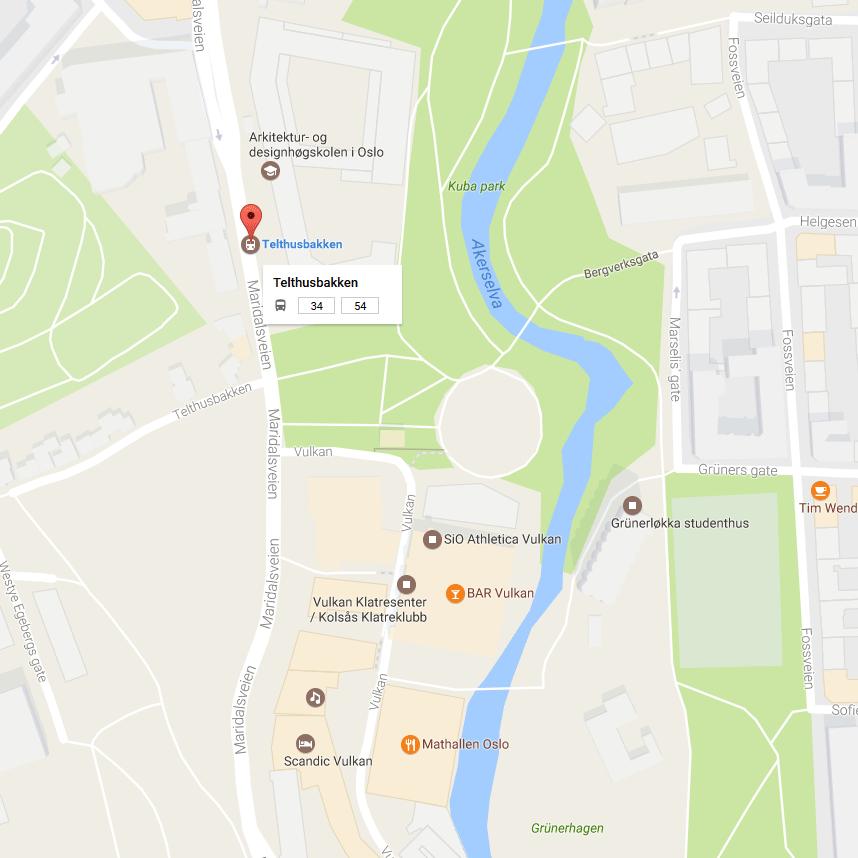 Maridalsveien
Seilduksgata
Fossveien
Arkitektur- og
designhøgskolen i Oslo
Kuba park
Telthusbakken
Akerselva
Helgesen
Bergverksgata
Telthusbakken
34 54
Maridalsveien
Marselis' gate
Fossveien
Telthusbakken
Maridalsveien
Vulkan
Grüners gate
Tim Wend
Vulkan
Grünerløkka studenthus
SiO Athletica Vulkan
Maridalsveien
Westye Egebergs gate
BAR Vulkan
Vulkan Klatresenter
/ Kolsås Klatreklubb
Fossveien
Vulkan
Maridalsveien
Sofie
Mathallen Oslo
Scandic Vulkan
Grünerhagen